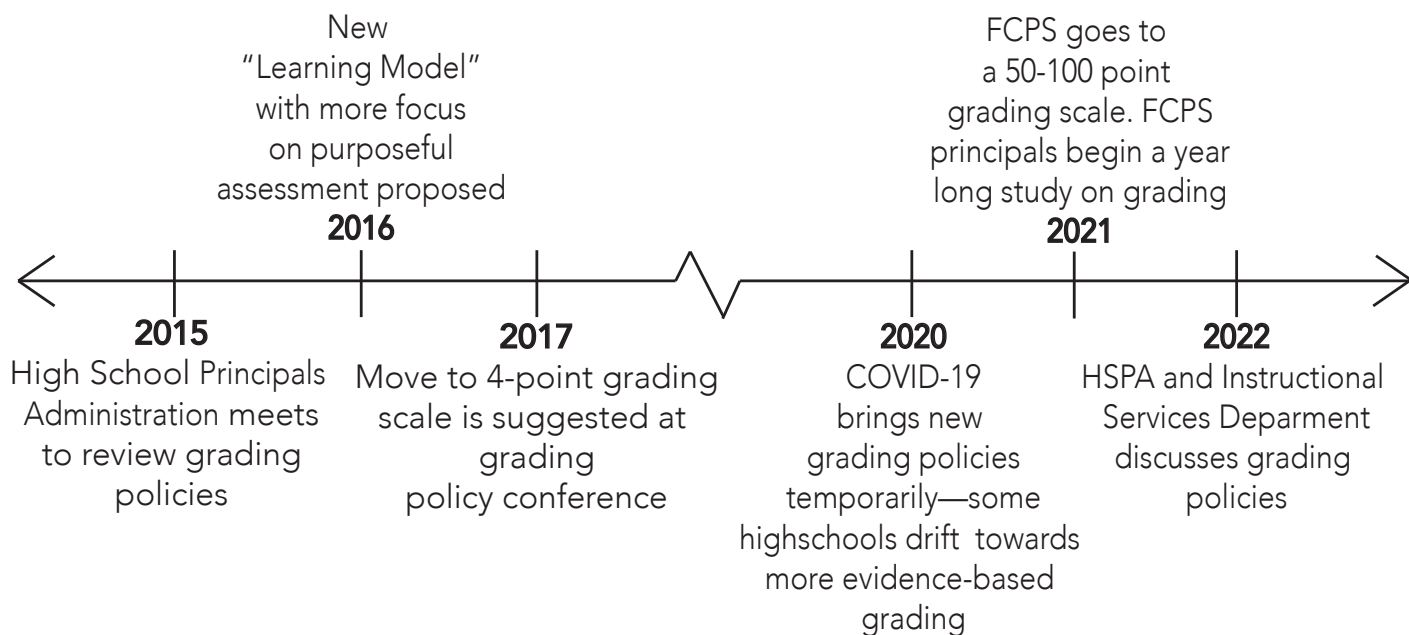 New
“Learning Model”
with more focus
on purposeful
assessment proposed
2016
FCPS goes to
a 50-100 point
grading scale. FCPS
principals begin a year
long study on grading
2021
2015
High School Principals
Administration meets
to review grading
policies
2017
Move to 4-point grading
scale is suggested at
grading
policy conference
2020
COVID-19
brings new
grading policies
temporarily—some
highschools drift towards
more evidence-based
grading
2022
HSPA and Instructional
Services Deparment
discusses grading
policies